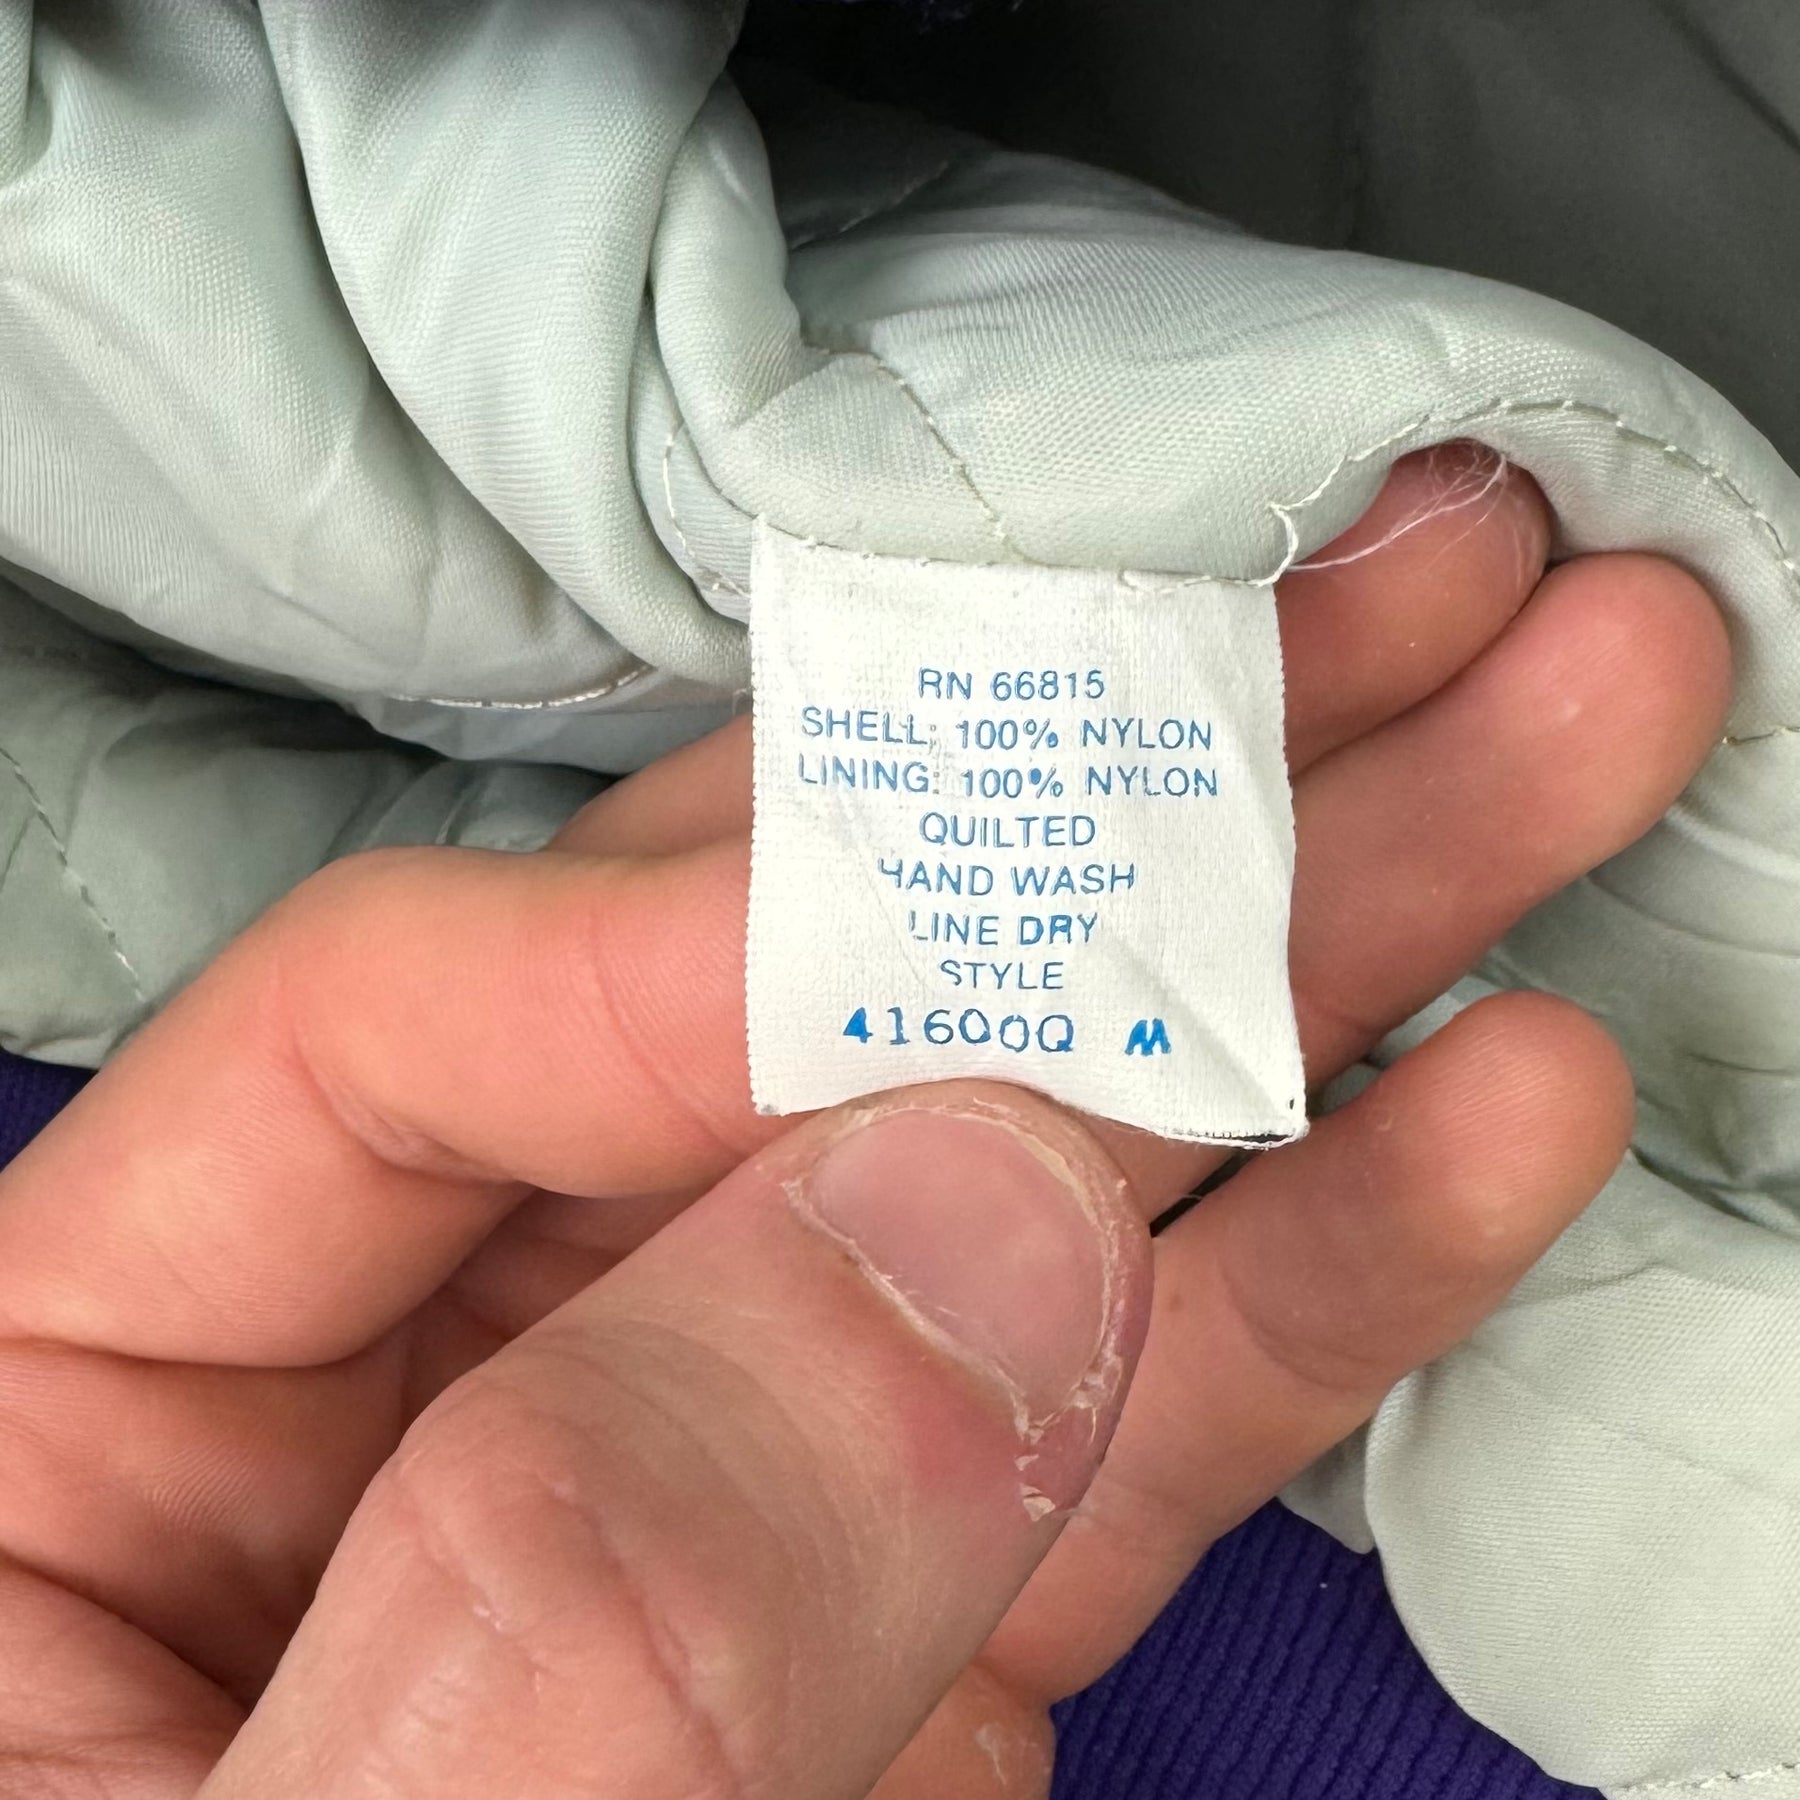 RN 66815
SHELL: 100% NYLON
LINING: 100% NYLON
QUILTED
HAND WASH
LINE DRY
STYLE
41600Q M